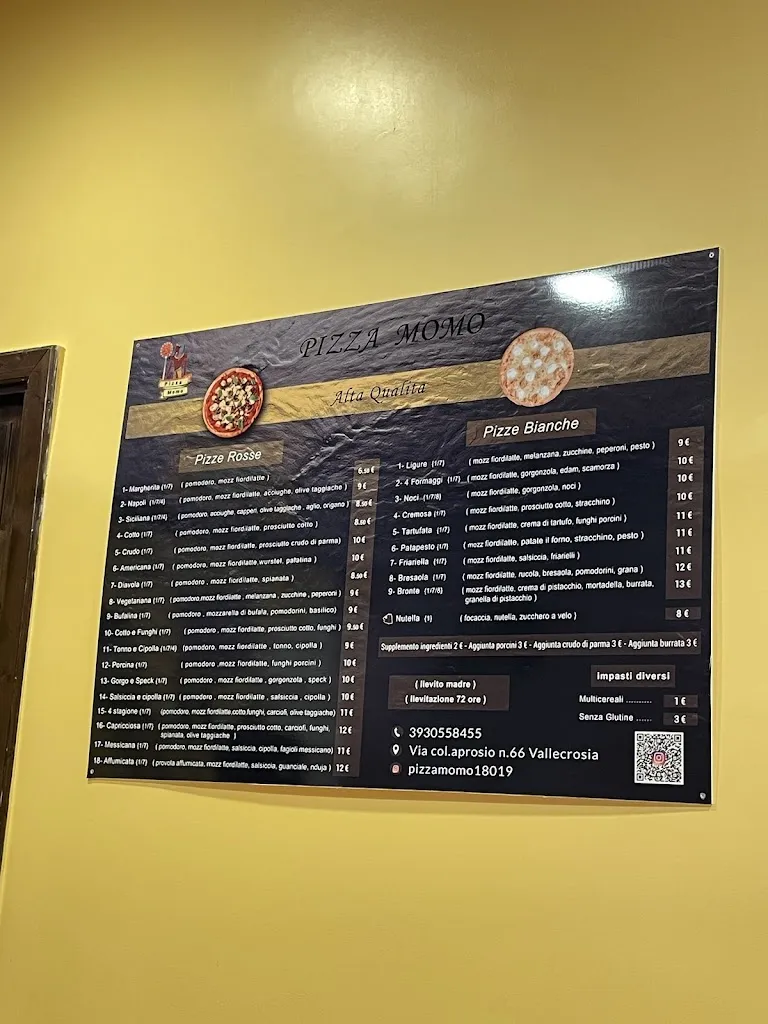 PIZZA MOMO
Pizza
Momo
Alta Qualita
Pizze Rosse
1- Margherita (1/7) ( pomodoro, mozz fiordilatte ) 6.50 €
2- Napoli (1/7/4) ( pomodoro, mozz fiordilatte, acciughe, olive taggiache ) 9 €
3- Siciliana (1/7/4) ( pomodoro, acciughe, capperi, olive taggiache , aglio, origano ) 8.50 €
4- Cotto (1/7) ( pomodoro, mozz fiordilatte, prosciutto cotto ) 8.50 €
5- Crudo (1/7) ( pomodoro, mozz fiordilatte, prosciutto crudo di parma) 10 €
6- Americana (1/7) ( pomodoro, mozz fiordilatte,wurstel, patatina ) 10 €
7- Diavola (1/7) ( pomodoro , mozz fiordilatte, spianata ) 8.50 €
8- Vegetariana (1/7) ( pomodoro,mozz fiordilatte , melanzana , zucchine , peperoni ) 9 €
9- Bufalina (1/7) ( pomodoro , mozzarella di bufala, pomodorini, basilico) 9 €
10- Cotto e Funghi (1/7) ( pomodoro , mozz fiordilatte, prosciutto cotto, funghi ) 9.50 €
11- Tonno e Cipolla (1/7/4) ( pomodoro, mozz fiordilatte , tonno, cipolla ) 9 €
12- Porcina (1/7) ( pomodoro ,mozz fiordilatte, funghi porcini ) 10 €
13- Gorgo e Speck (1/7) ( pomodoro , mozz fiordilatte , gorgonzola , speck ) 10 €
14- Salsiccia e cipolla (1/7) ( pomodoro , mozz fiordilatte , salsiccia , cipolla ) 10 €
15- 4 stagione (1/7) (pomodoro, mozz fiordilatte,cotto,funghi, carciofi, olive taggiache) 11 €
16- Capricciosa (1/7) ( pomodoro, mozz fiordilatte, prosciutto cotto, carciofi, funghi, 12 €
spianata, olive taggiache )
17- Messicana (1/7) ( pomodoro, mozz fiordilatte, salsiccia, cipolla, fagioli messicano) 11 €
18- Affumicata (1/7) ( provola affumicata, mozz fiordilatte, salsiccia, guanciale, nduja ) 12 €
Pizze Bianche
1- Ligure (1/7) ( mozz fiordilatte, melanzana, zucchine, peperoni, pesto ) 9 €
2- 4 Formaggi (1/7) ( mozz fiordilatte, gorgonzola, edam, scamorza ) 10 €
3- Noci (1/7/8) ( mozz fiordilatte, gorgonzola, noci ) 10 €
4- Cremosa (1/7) ( mozz fiordilatte, prosciutto cotto, stracchino ) 10 €
5- Tartufata (1/7) ( mozz fiordilatte, crema di tartufo, funghi porcini ) 11 €
6- Patapesto (1/7) ( mozz fiordilatte, patate il forno, stracchino, pesto ) 11 €
7- Friariella (1/7) ( mozz fiordilatte, salsiccia, friarielli ) 11 €
8- Bresaola (1/7) ( mozz fiordilatte, rucola, bresaola, pomodorini, grana ) 12 €
9- Bronte (1/7/8) ( mozz fiordilatte, crema di pistacchio, mortadella, burrata, 13 €
granella di pistacchio )
Nutella (1) ( focaccia, nutella, zucchero a velo ) 8 €
Supplemento ingredienti 2 € - Aggiunta porcini 3 € - Aggiunta crudo di parma 3 € - Aggiunta burrata 3 €
( lievito madre )
( lievitazione 72 ore )
Impasti diversi
Multicereali .......... 1 €
Senza Glutine ...... 3 €
3930558455
Via col.aprosio n.66 Vallecrosia
pizzamomo18019